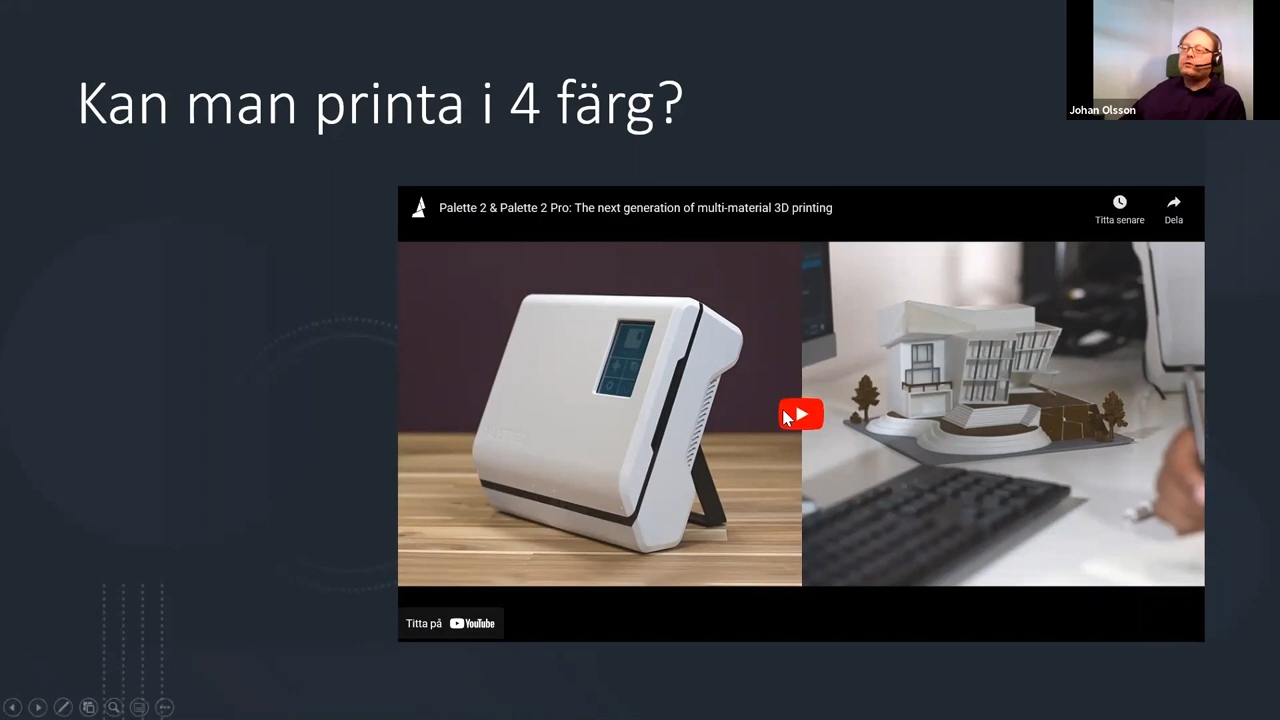 Kan man printa i 4 färg?
Johan Olsson
Palette 2 & Palette 2 Pro: The next generation of multi-material 3D printing
Titta senare
Dela
Titta på YouTube